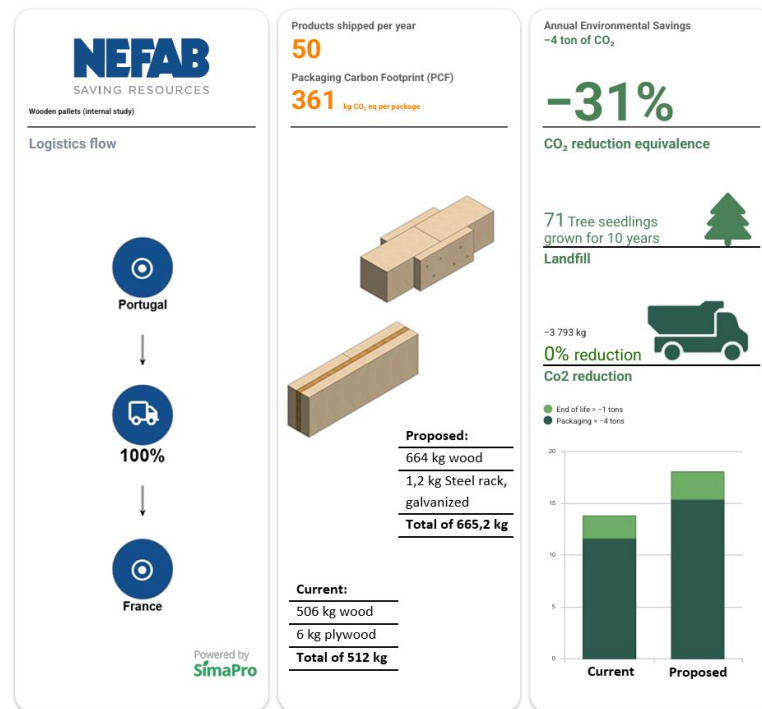 NEFAB
SAVING RESOURCES
Wooden pallets (internal study)
Logistics flow
Portugal
100%
France
Powered by
SimaPro
Products shipped per year
50
Packaging Carbon Footprint (PCF)
361 kg CO₂ eq per package
Proposed:
664 kg wood
1,2 kg Steel rack,
galvanized
Total of 665,2 kg
Current:
506 kg wood
6 kg plywood
Total of 512 kg
Annual Environmental Savings
−4 ton of CO₂
−31%
CO₂ reduction equivalence
71 Tree seedlings
grown for 10 years
Landfill
−3 793 kg
0% reduction
Co2 reduction
End of life = −1 tons
Packaging = −4 tons
20
15
10
5
0
Current
Proposed